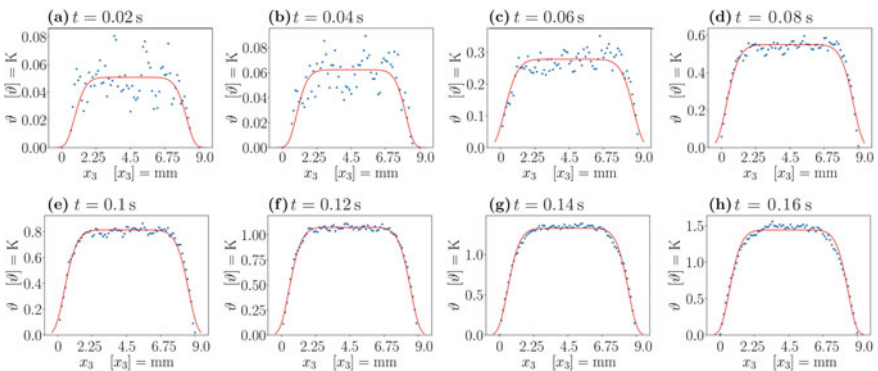 (a) t = 0.02 s (b) t = 0.04 s (c) t = 0.06 s (d) t = 0.08 s
0.08 0.08 0.3 0.6
0.06 0.06 0.2 0.4
0.04 0.04 0.1 0.2
0.02 0.02
0.00 0.00 0.0 0.0
ϑ [ϑ] = K ϑ [ϑ] = K ϑ [ϑ] = K ϑ [ϑ] = K
0 2.25 4.5 6.75 9.0 0 2.25 4.5 6.75 9.0 0 2.25 4.5 6.75 9.0 0 2.25 4.5 6.75 9.0
x₃ [x₃] = mm x₃ [x₃] = mm x₃ [x₃] = mm x₃ [x₃] = mm
(e) t = 0.1 s (f) t = 0.12 s (g) t = 0.14 s (h) t = 0.16 s
0.8 1.00 1.0 1.5
0.6 0.75 0.5 1.0
0.4 0.50 0.0 0.5
0.2 0.25 0.0
0.0 0.00
ϑ [ϑ] = K ϑ [ϑ] = K ϑ [ϑ] = K ϑ [ϑ] = K
0 2.25 4.5 6.75 9.0 0 2.25 4.5 6.75 9.0 0 2.25 4.5 6.75 9.0 0 2.25 4.5 6.75 9.0
x₃ [x₃] = mm x₃ [x₃] = mm x₃ [x₃] = mm x₃ [x₃] = mm